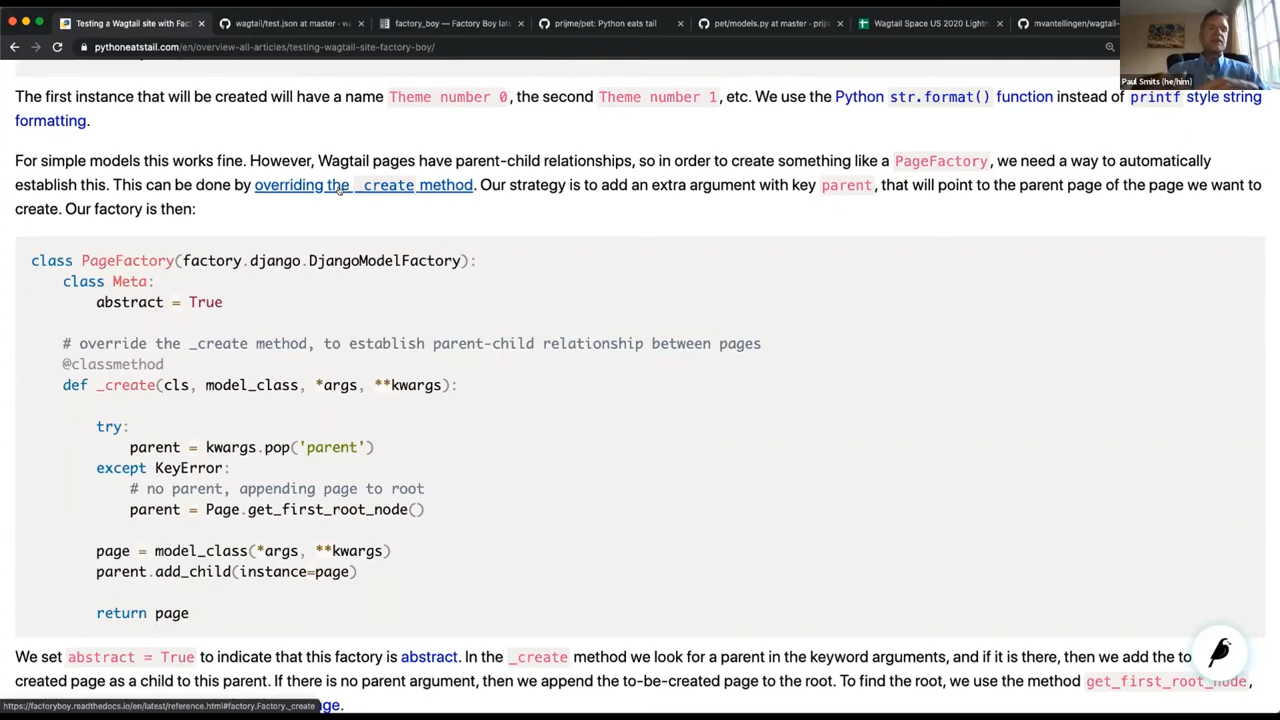 Testing a Wagtail site with Fact
wagtail/test.json at master · wa
factory_boy — Factory Boy lat
prijme/pet: Python eats tail
pet/models.py at master · prijn
Wagtail Space US 2020 Lightn
mvantellingen/wagtail-
pythoneatstail.com/en/overview-all-articles/testing-wagtail-site-factory-boy/
Paul Smits (he/him)
The first instance that will be created will have a name Theme number 0, the second Theme number 1, etc. We use the Python str.format() function instead of printf style string
formatting.
For simple models this works fine. However, Wagtail pages have parent-child relationships, so in order to create something like a PageFactory, we need a way to automatically
establish this. This can be done by overriding the _create method. Our strategy is to add an extra argument with key parent, that will point to the parent page of the page we want to
create. Our factory is then:
class PageFactory(factory.django.DjangoModelFactory):
    class Meta:
        abstract = True
    # override the _create method, to establish parent-child relationship between pages
    @classmethod
    def _create(cls, model_class, *args, **kwargs):
        try:
            parent = kwargs.pop('parent')
        except KeyError:
            # no parent, appending page to root
            parent = Page.get_first_root_node()
        page = model_class(*args, **kwargs)
        parent.add_child(instance=page)
        return page
We set abstract = True to indicate that this factory is abstract. In the _create method we look for a parent in the keyword arguments, and if it is there, then we add the to
created page as a child to this parent. If there is no parent argument, then we append the to-be-created page to the root. To find the root, we use the method get_first_root_node,
https://factoryboy.readthedocs.io/en/latest/reference.html#factory.Factory._create